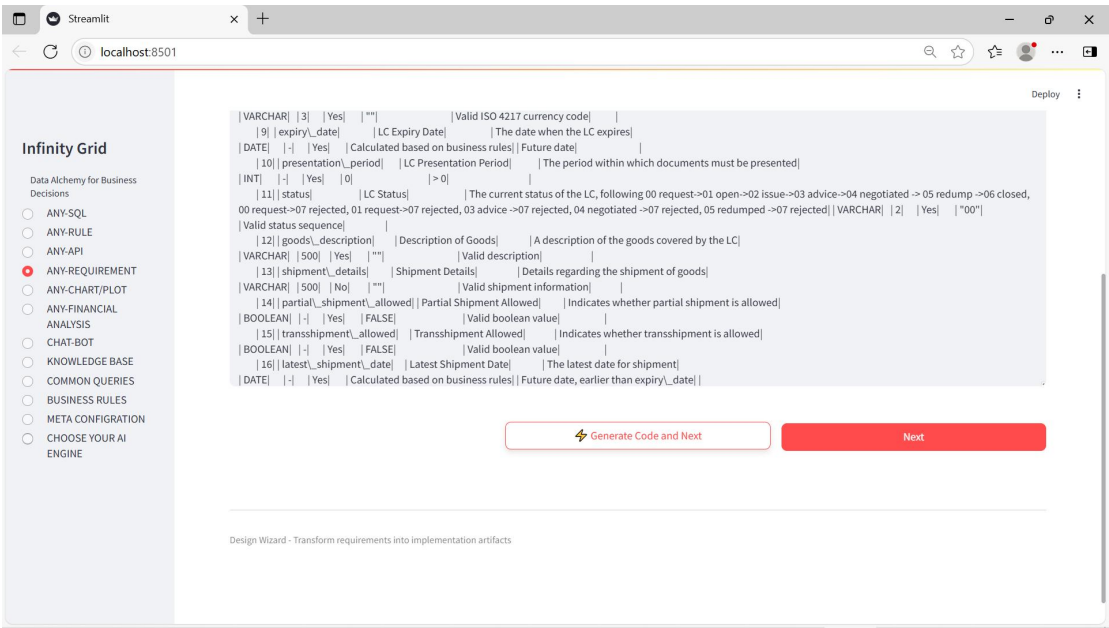 Streamlit
localhost:8501
Deploy
Infinity Grid
Data Alchemy for Business
Decisions
ANY-SQL
ANY-RULE
ANY-API
ANY-REQUIREMENT
ANY-CHART/PLOT
ANY-FINANCIAL
ANALYSIS
CHAT-BOT
KNOWLEDGE BASE
COMMON QUERIES
BUSINESS RULES
META CONFIGRATION
CHOOSE YOUR AI
ENGINE
| VARCHAR| | 3| | Yes| | ""| | Valid ISO 4217 currency code| |
| 9| | expiry\_date| | LC Expiry Date| | The date when the LC expires|
| DATE| | -| | Yes| | Calculated based on business rules| | Future date| |
| 10| | presentation\_period| | LC Presentation Period| | The period within which documents must be presented|
| INT| | -| | Yes| | 0| | > 0| |
| 11| | status| | LC Status| | The current status of the LC, following 00 request->01 open->02 issue->03 advice->04 negotiated -> 05 redump ->06 closed,
00 request->07 rejected, 01 request->07 rejected, 03 advice ->07 rejected, 04 negotiated ->07 rejected, 05 redumped ->07 rejected| | VARCHAR| | 2| | Yes| | "00"|
| Valid status sequence| |
| 12| | goods\_description| | Description of Goods| | A description of the goods covered by the LC|
| VARCHAR| | 500| | Yes| | ""| | Valid description| |
| 13| | shipment\_details| | Shipment Details| | Details regarding the shipment of goods|
| VARCHAR| | 500| | No| | ""| | Valid shipment information| |
| 14| | partial\_shipment\_allowed| | Partial Shipment Allowed| | Indicates whether partial shipment is allowed|
| BOOLEAN| | -| | Yes| | FALSE| | Valid boolean value| |
| 15| | transshipment\_allowed| | Transshipment Allowed| | Indicates whether transshipment is allowed|
| BOOLEAN| | -| | Yes| | FALSE| | Valid boolean value| |
| 16| | latest\_shipment\_date| | Latest Shipment Date| | The latest date for shipment|
| DATE| | -| | Yes| | Calculated based on business rules| | Future date, earlier than expiry\_date| |
Generate Code and Next
Next
Design Wizard - Transform requirements into implementation artifacts